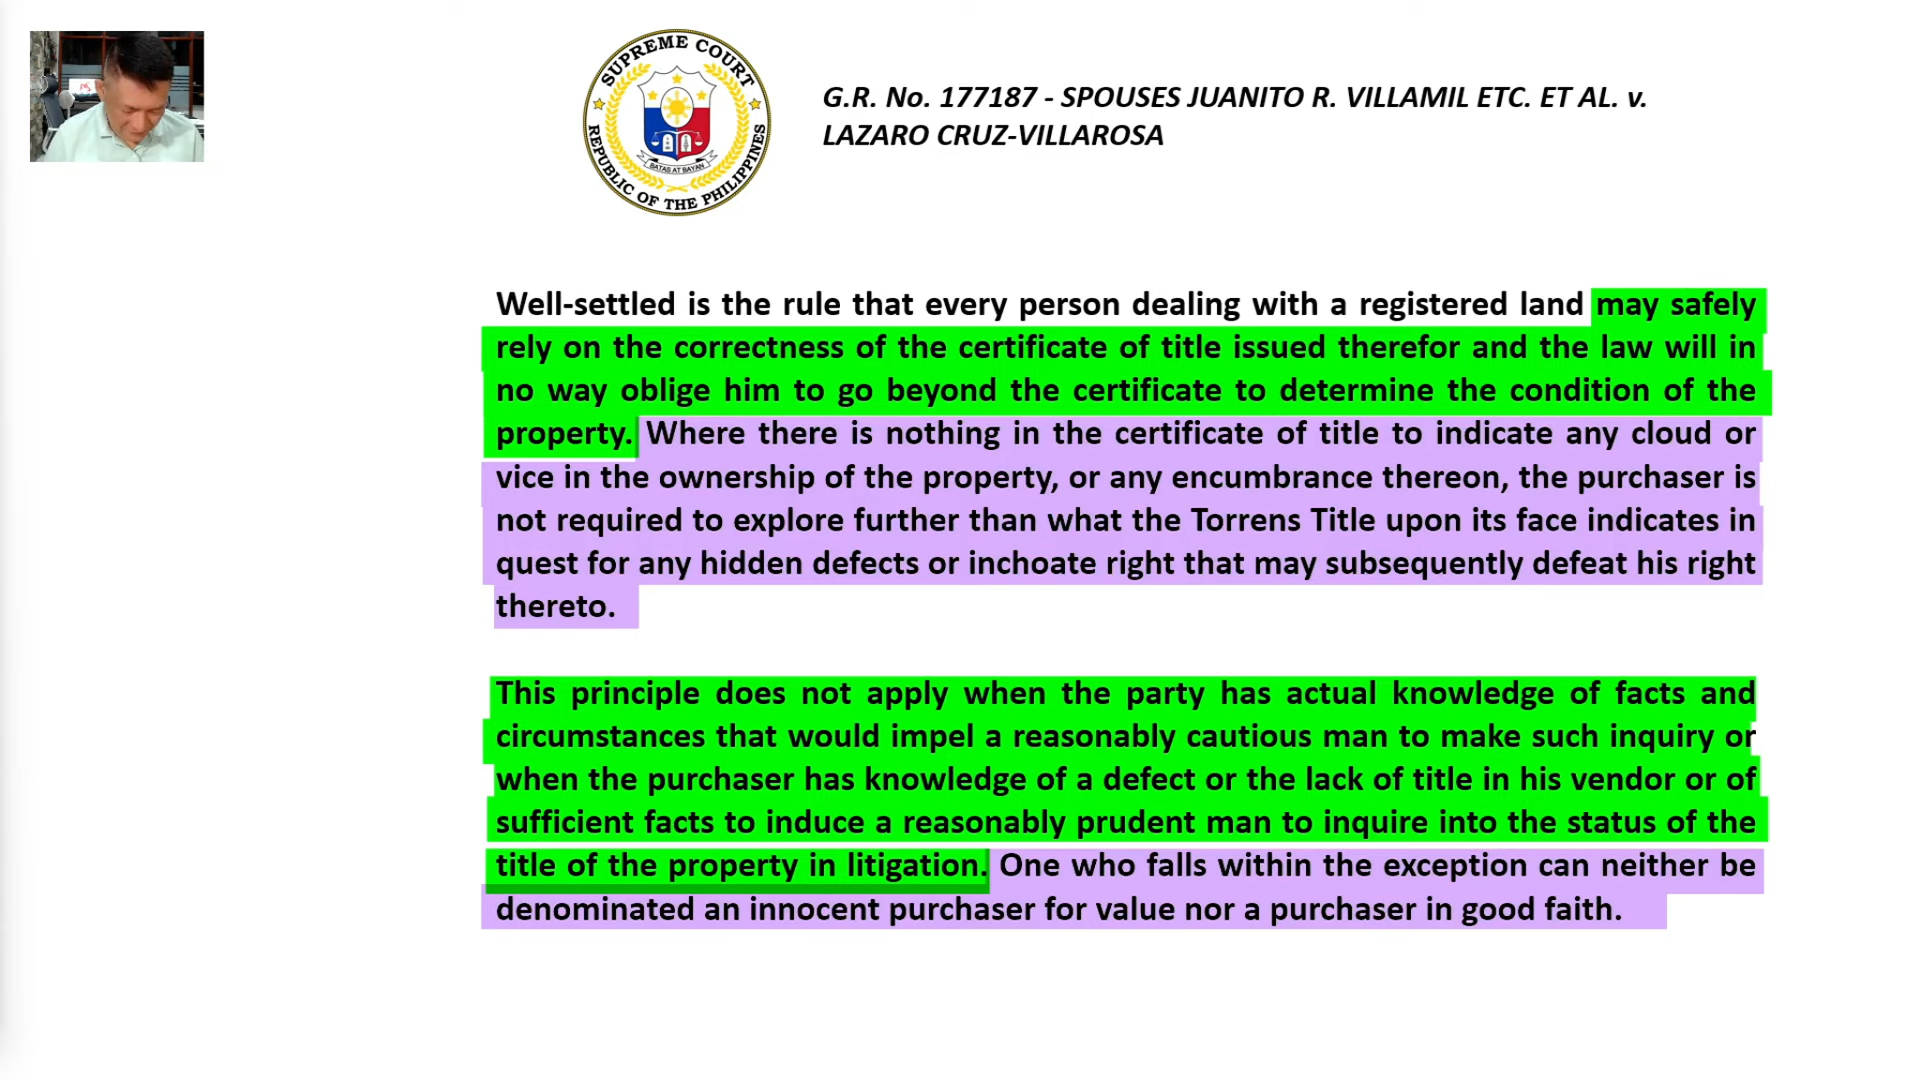 SUPREME COURT
REPUBLIC OF THE PHILIPPINES
BATAS AT BAYAN
G.R. No. 177187 - SPOUSES JUANITO R. VILLAMIL ETC. ET AL. v.
LAZARO CRUZ-VILLAROSA
Well-settled is the rule that every person dealing with a registered land may safely
rely on the correctness of the certificate of title issued therefor and the law will in
no way oblige him to go beyond the certificate to determine the condition of the
property. Where there is nothing in the certificate of title to indicate any cloud or
vice in the ownership of the property, or any encumbrance thereon, the purchaser is
not required to explore further than what the Torrens Title upon its face indicates in
quest for any hidden defects or inchoate right that may subsequently defeat his right
thereto.
This principle does not apply when the party has actual knowledge of facts and
circumstances that would impel a reasonably cautious man to make such inquiry or
when the purchaser has knowledge of a defect or the lack of title in his vendor or of
sufficient facts to induce a reasonably prudent man to inquire into the status of the
title of the property in litigation. One who falls within the exception can neither be
denominated an innocent purchaser for value nor a purchaser in good faith.